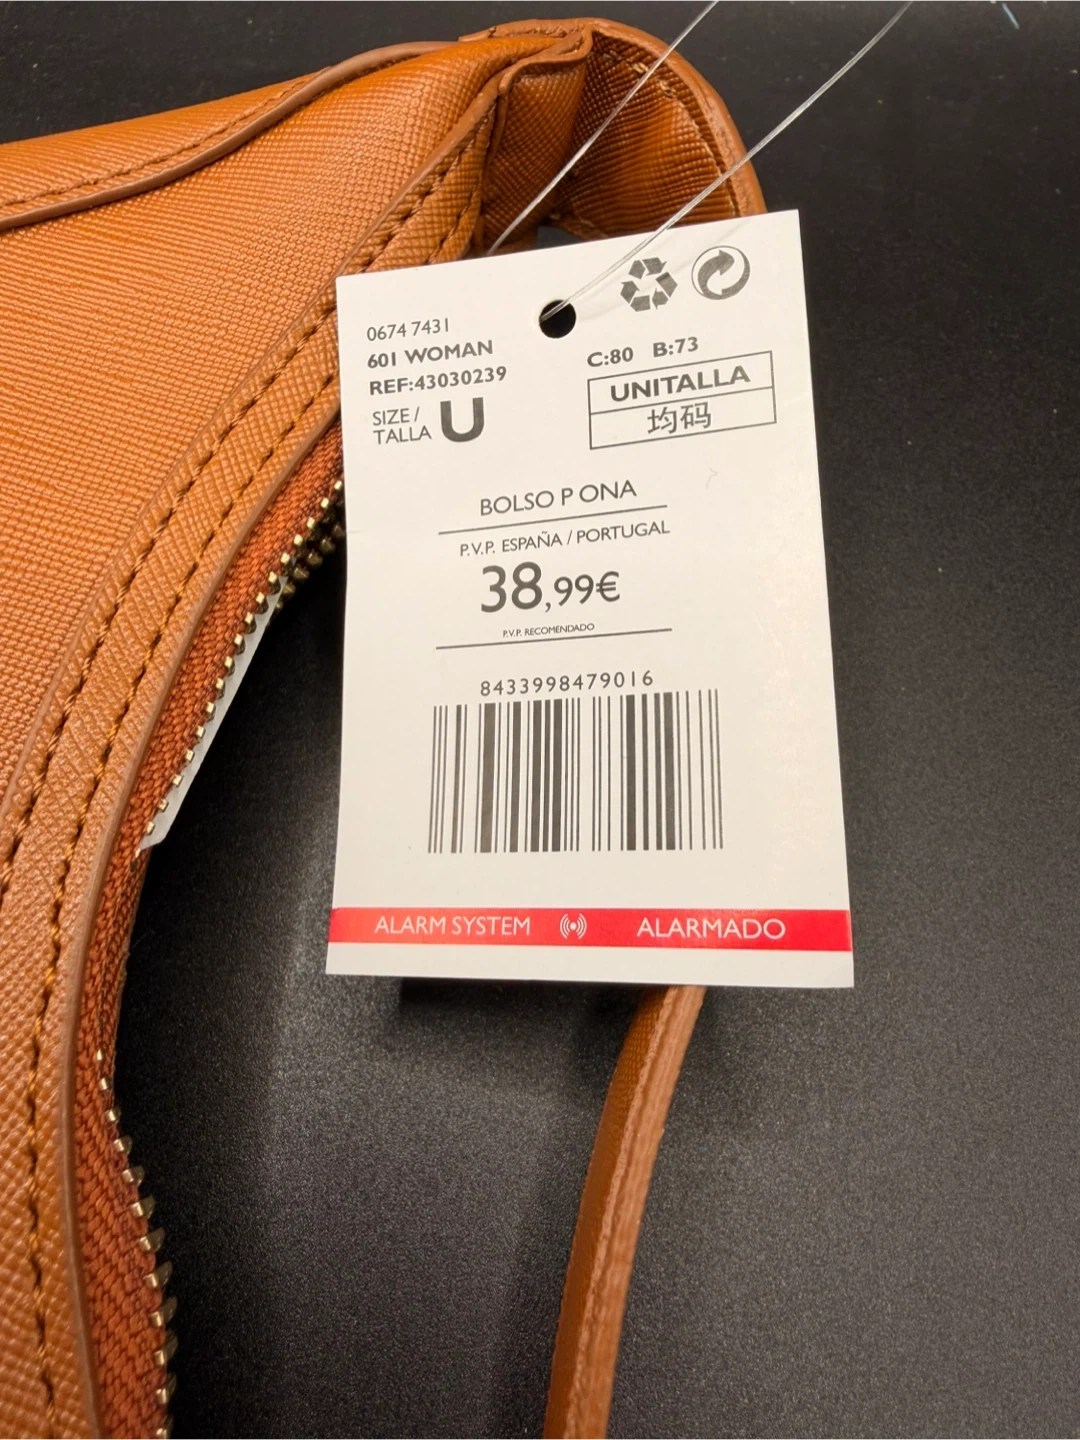 0674 7431
601 WOMAN
REF:43030239
SIZE /
TALLA U
C:80 B:73
UNITALLA
均码
BOLSO P ONA
P.V.P. ESPAÑA / PORTUGAL
38,99€
P.V.P. RECOMENDADO
8433998479016
ALARM SYSTEM ALARMADO